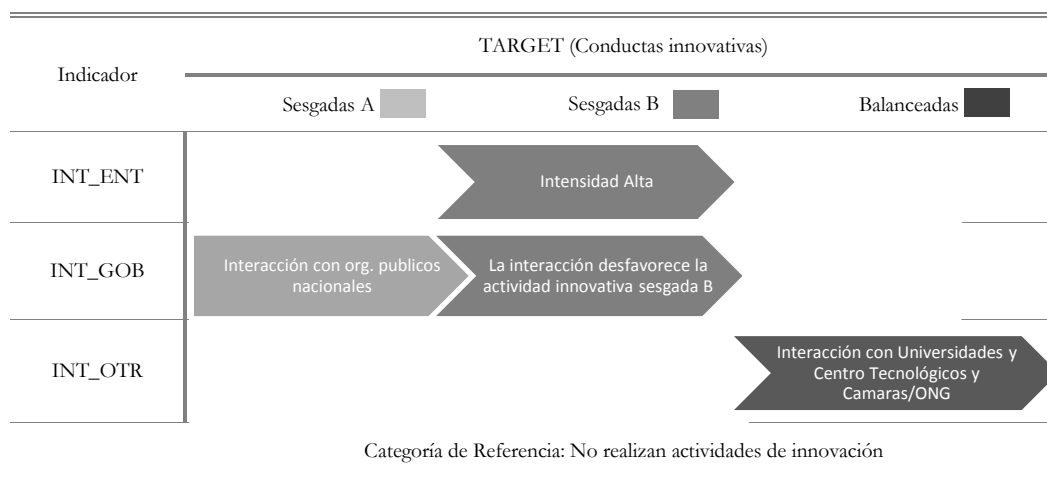 TARGET (Conductas innovativas)
Indicador
Sesgadas A
Sesgadas B
Balanceadas
INT_ENT
Intensidad Alta
INT_GOB
Interacción con org. publicos
nacionales
La interacción desfavorece la
actividad innovativa sesgada B
INT_OTR
Interacción con Universidades y
Centro Tecnológicos y
Camaras/ONG
Categoría de Referencia: No realizan actividades de innovación